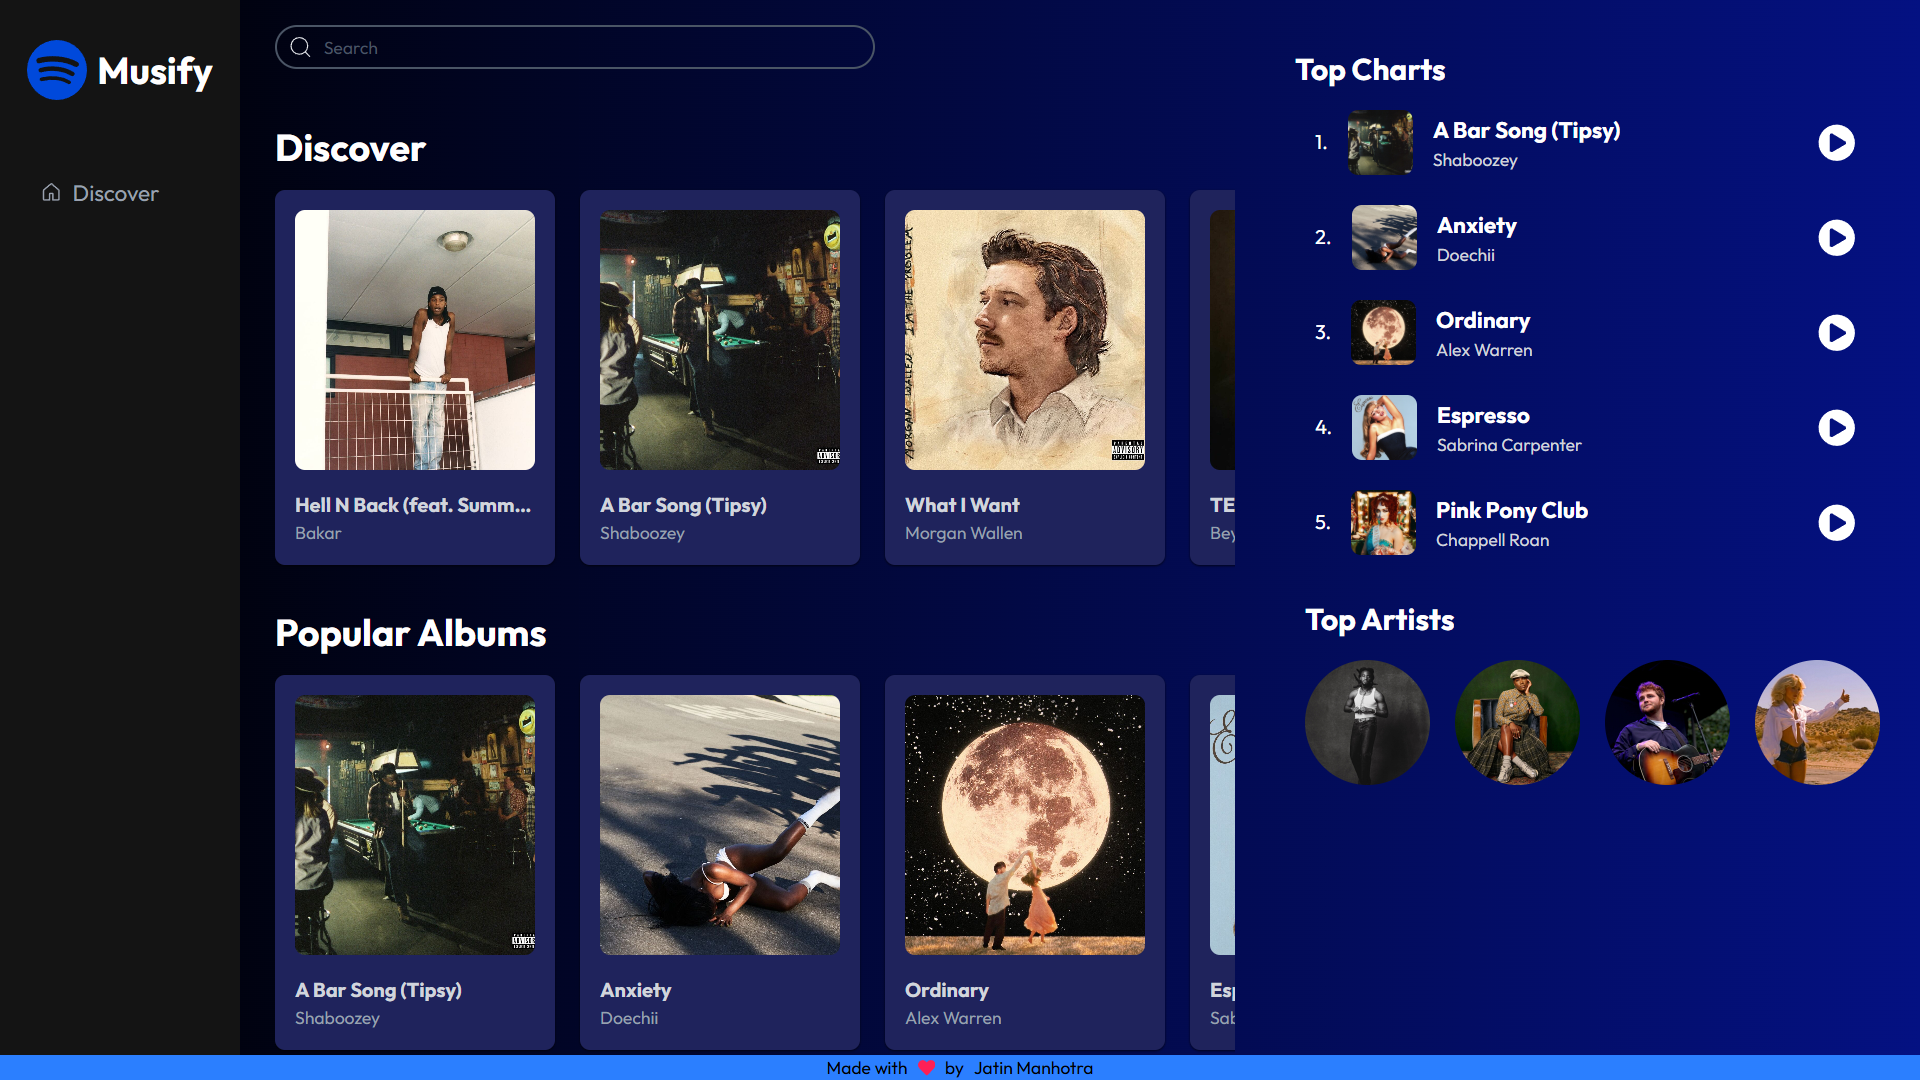 Musify
Discover
Search
Discover
Hell N Back (feat. Summ...
Bakar
A Bar Song (Tipsy)
Shaboozey
What I Want
Morgan Wallen
TE
Bey
Popular Albums
A Bar Song (Tipsy)
Shaboozey
Anxiety
Doechii
Ordinary
Alex Warren
Esp
Sab
Top Charts
1.
A Bar Song (Tipsy)
Shaboozey
2.
Anxiety
Doechii
3.
Ordinary
Alex Warren
4.
Espresso
Sabrina Carpenter
5.
Pink Pony Club
Chappell Roan
Top Artists
Made with ❤️ by Jatin Manhotra